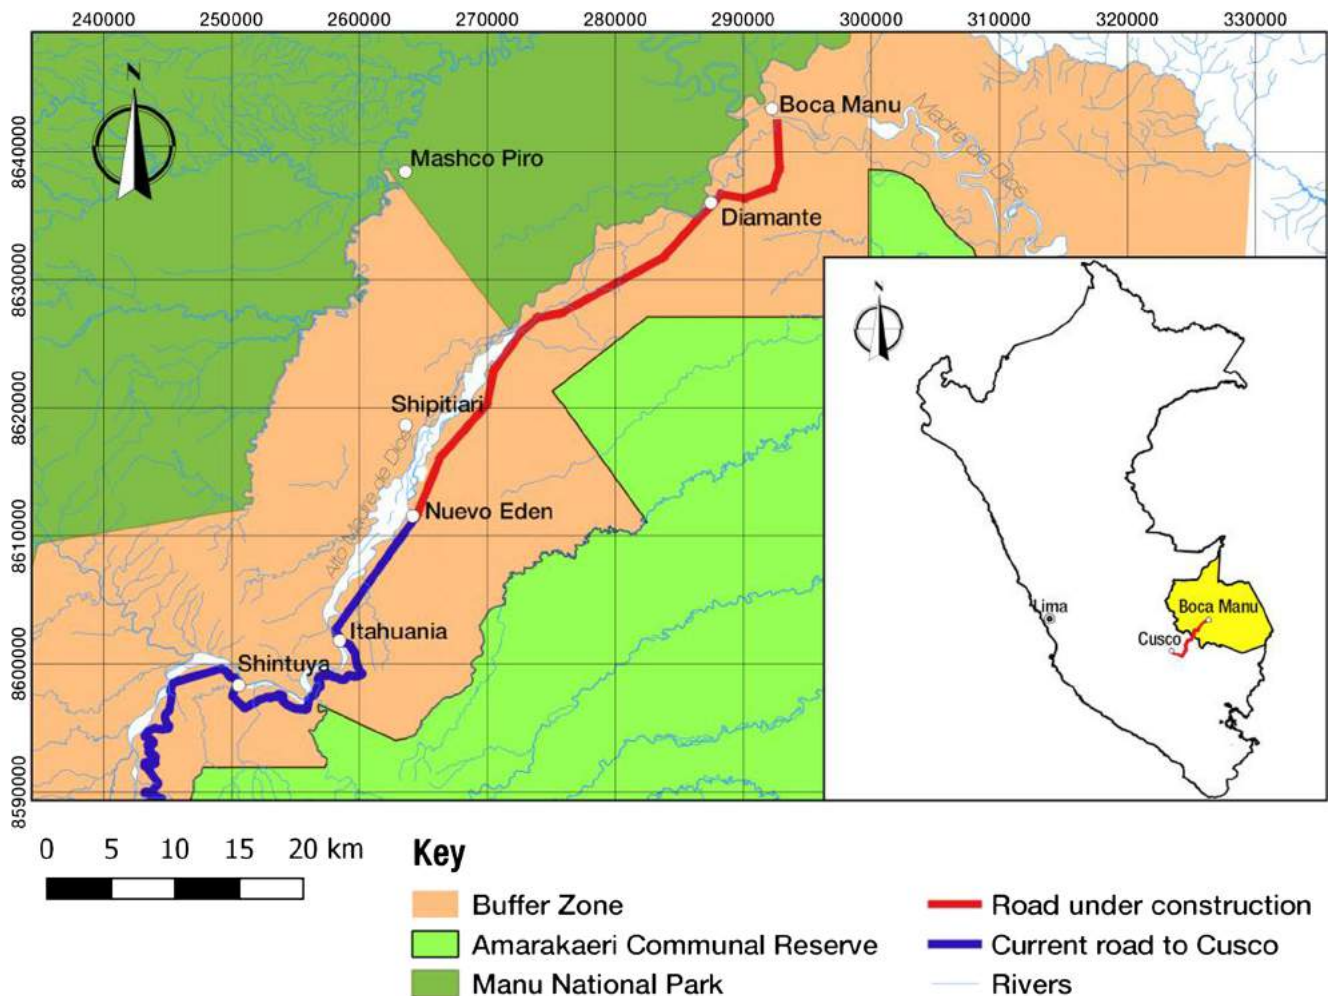 240000 250000 260000 270000 280000 290000 300000 310000 320000 330000
8640000
8630000
8620000
8610000
8600000
8590000
N
Boca Manu
Madre de Dios
Mashco Piro
Diamante
Shipitiari
Alto Madre de Dios
Nuevo Eden
Itahuania
Shintuya
N
Lima
Boca Manu
Cusco
0 5 10 15 20 km
Key
Buffer Zone
Amarakaeri Communal Reserve
Manu National Park
Road under construction
Current road to Cusco
Rivers